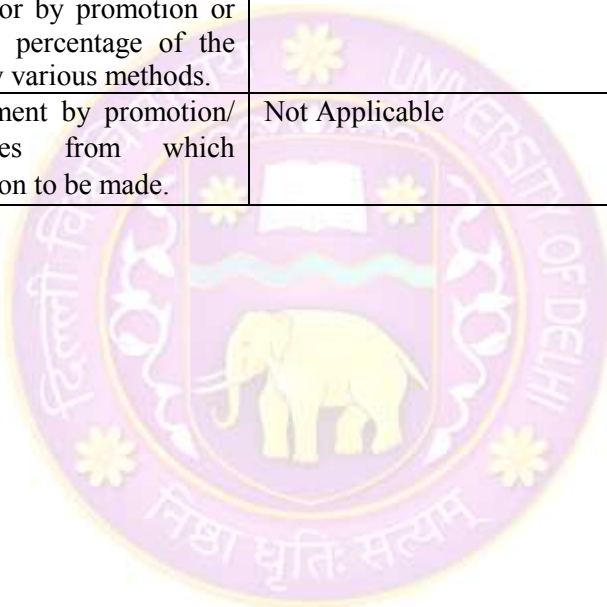 or by promotion or
percentage of the
various methods.
ment by promotion/ Not Applicable
es from which
on to be made.
UNIVERSITY OF DELHI
दिल्ली
निष्ठा धृतिः सत्यम्